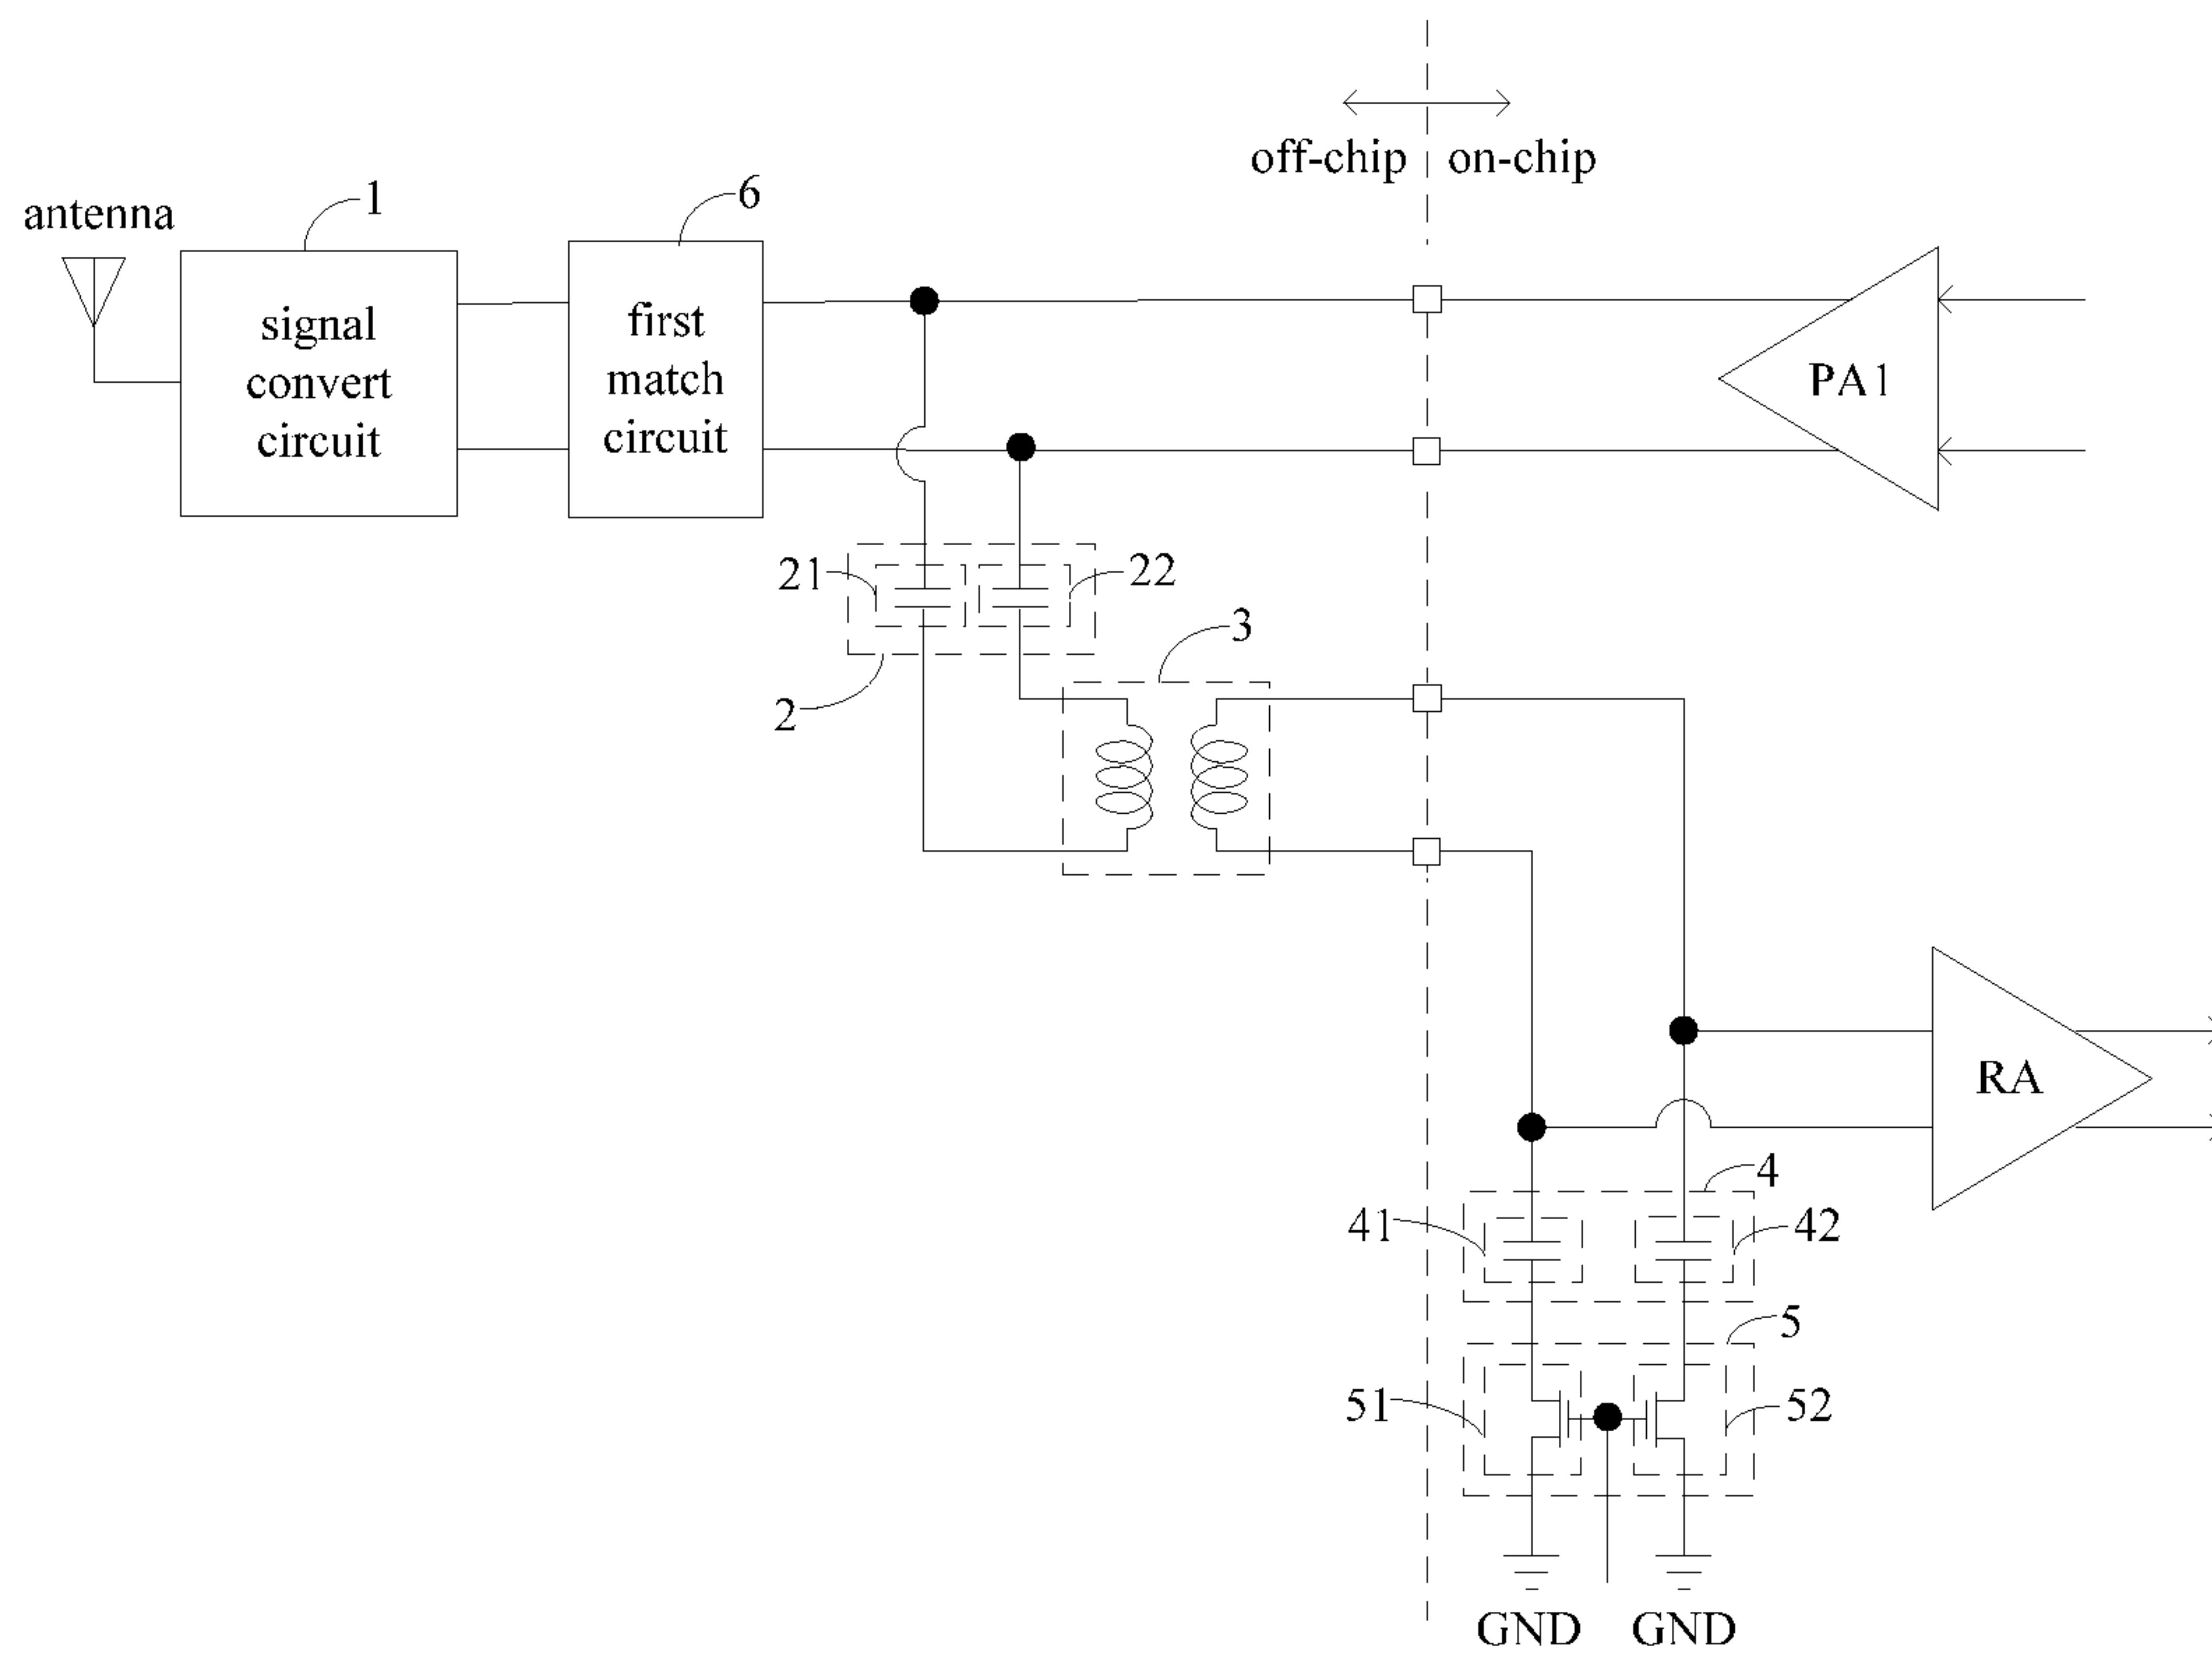 off-chip on-chip
antenna
1
6
signal
convert
circuit
first
match
circuit
PA1
21
22
2
3
RA
4
41
42
5
51
52
GND GND